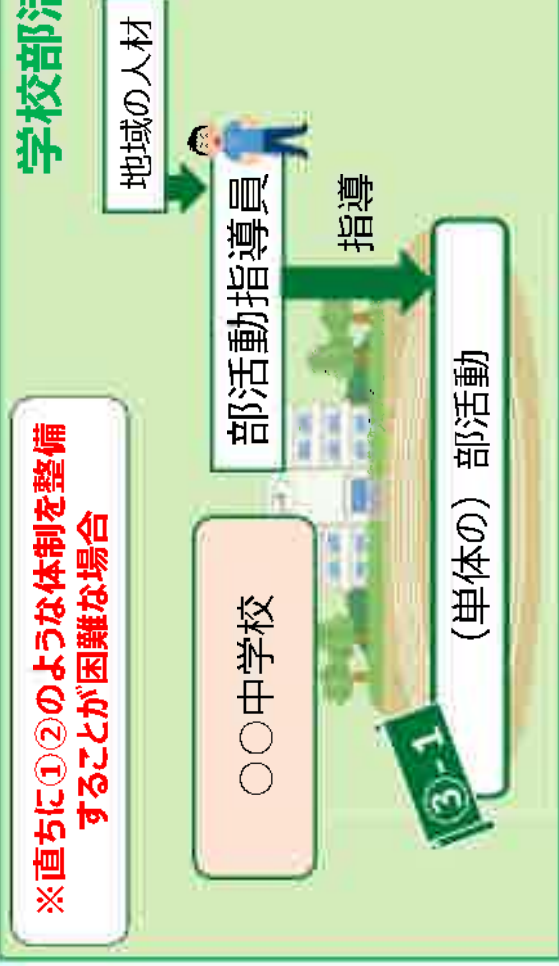 学校部活
※直ちに①②のような体制を整備
することが困難な場合
地域の人材
部活動指導員
○○中学校
指導
(単体の) 部活動
③-1